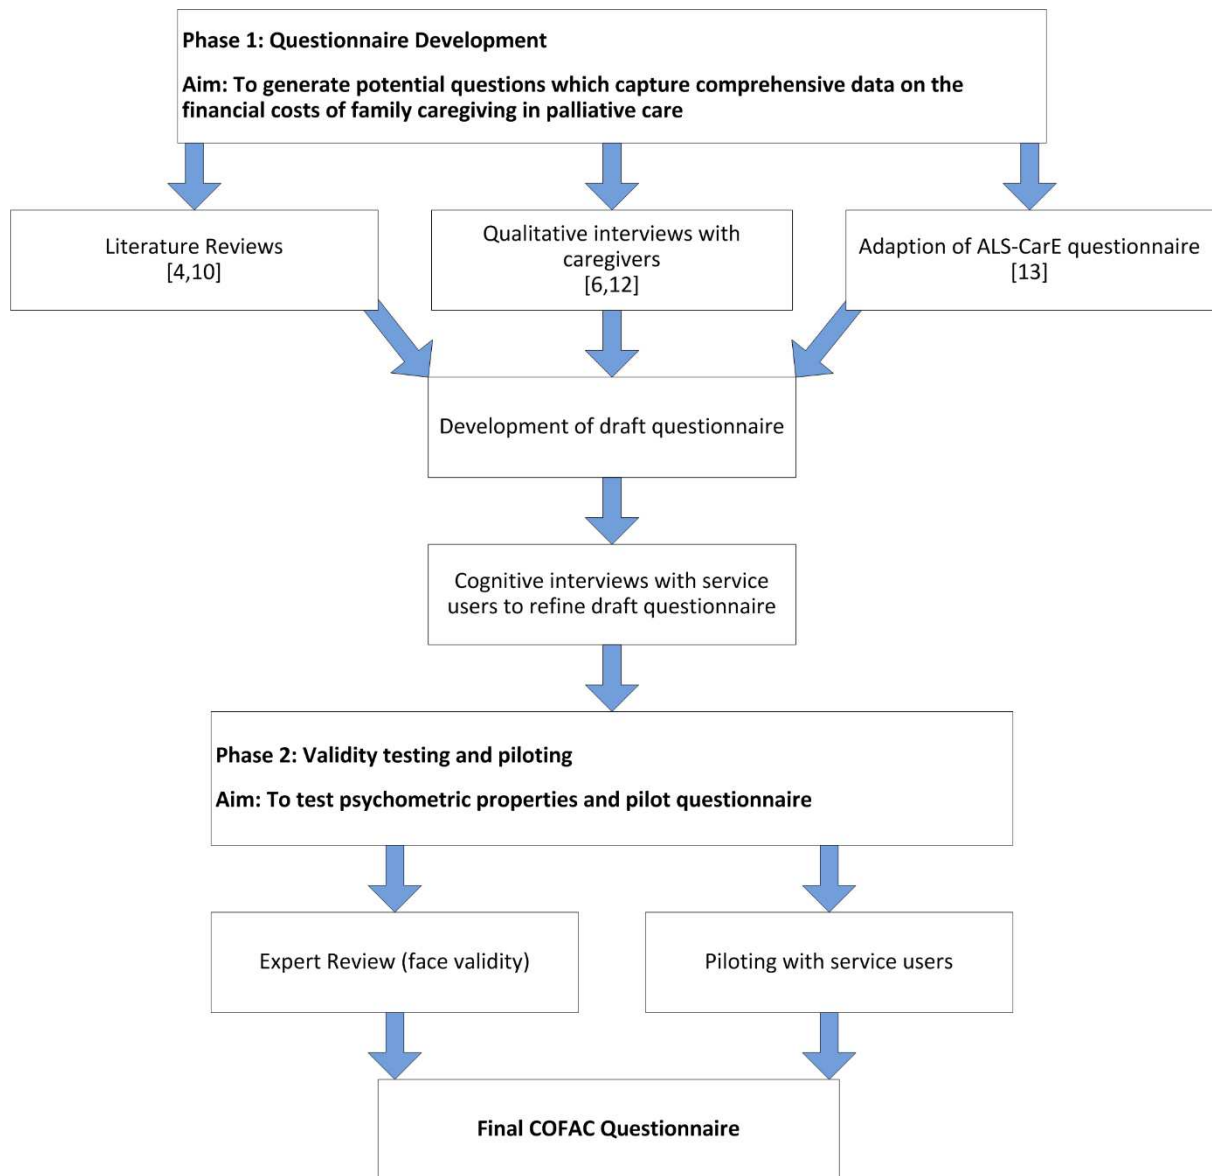 Phase 1: Questionnaire Development
Aim: To generate potential questions which capture comprehensive data on the
financial costs of family caregiving in palliative care
Literature Reviews
[4,10]
Qualitative interviews with
caregivers
[6,12]
Adaption of ALS-CarE questionnaire
[13]
Development of draft questionnaire
Cognitive interviews with service
users to refine draft questionnaire
Phase 2: Validity testing and piloting
Aim: To test psychometric properties and pilot questionnaire
Expert Review (face validity)
Piloting with service users
Final COFAC Questionnaire